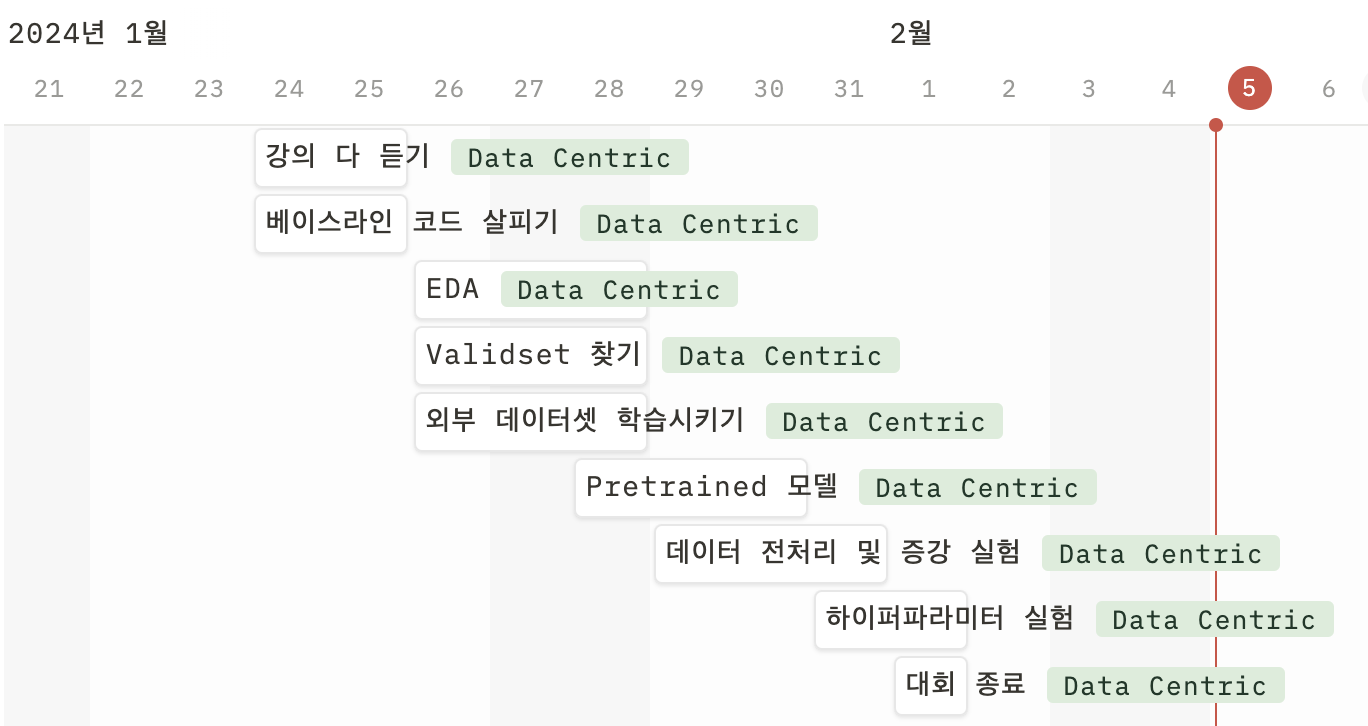 2024년 1월 2월
21 22 23 24 25 26 27 28 29 30 31 1 2 3 4 5 6
강의 다 듣기 Data Centric
베이스라인 코드 살피기 Data Centric
EDA Data Centric
Validset 찾기 Data Centric
외부 데이터셋 학습시키기 Data Centric
Pretrained 모델 Data Centric
데이터 전처리 및 증강 실험 Data Centric
하이퍼파라미터 실험 Data Centric
대회 종료 Data Centric